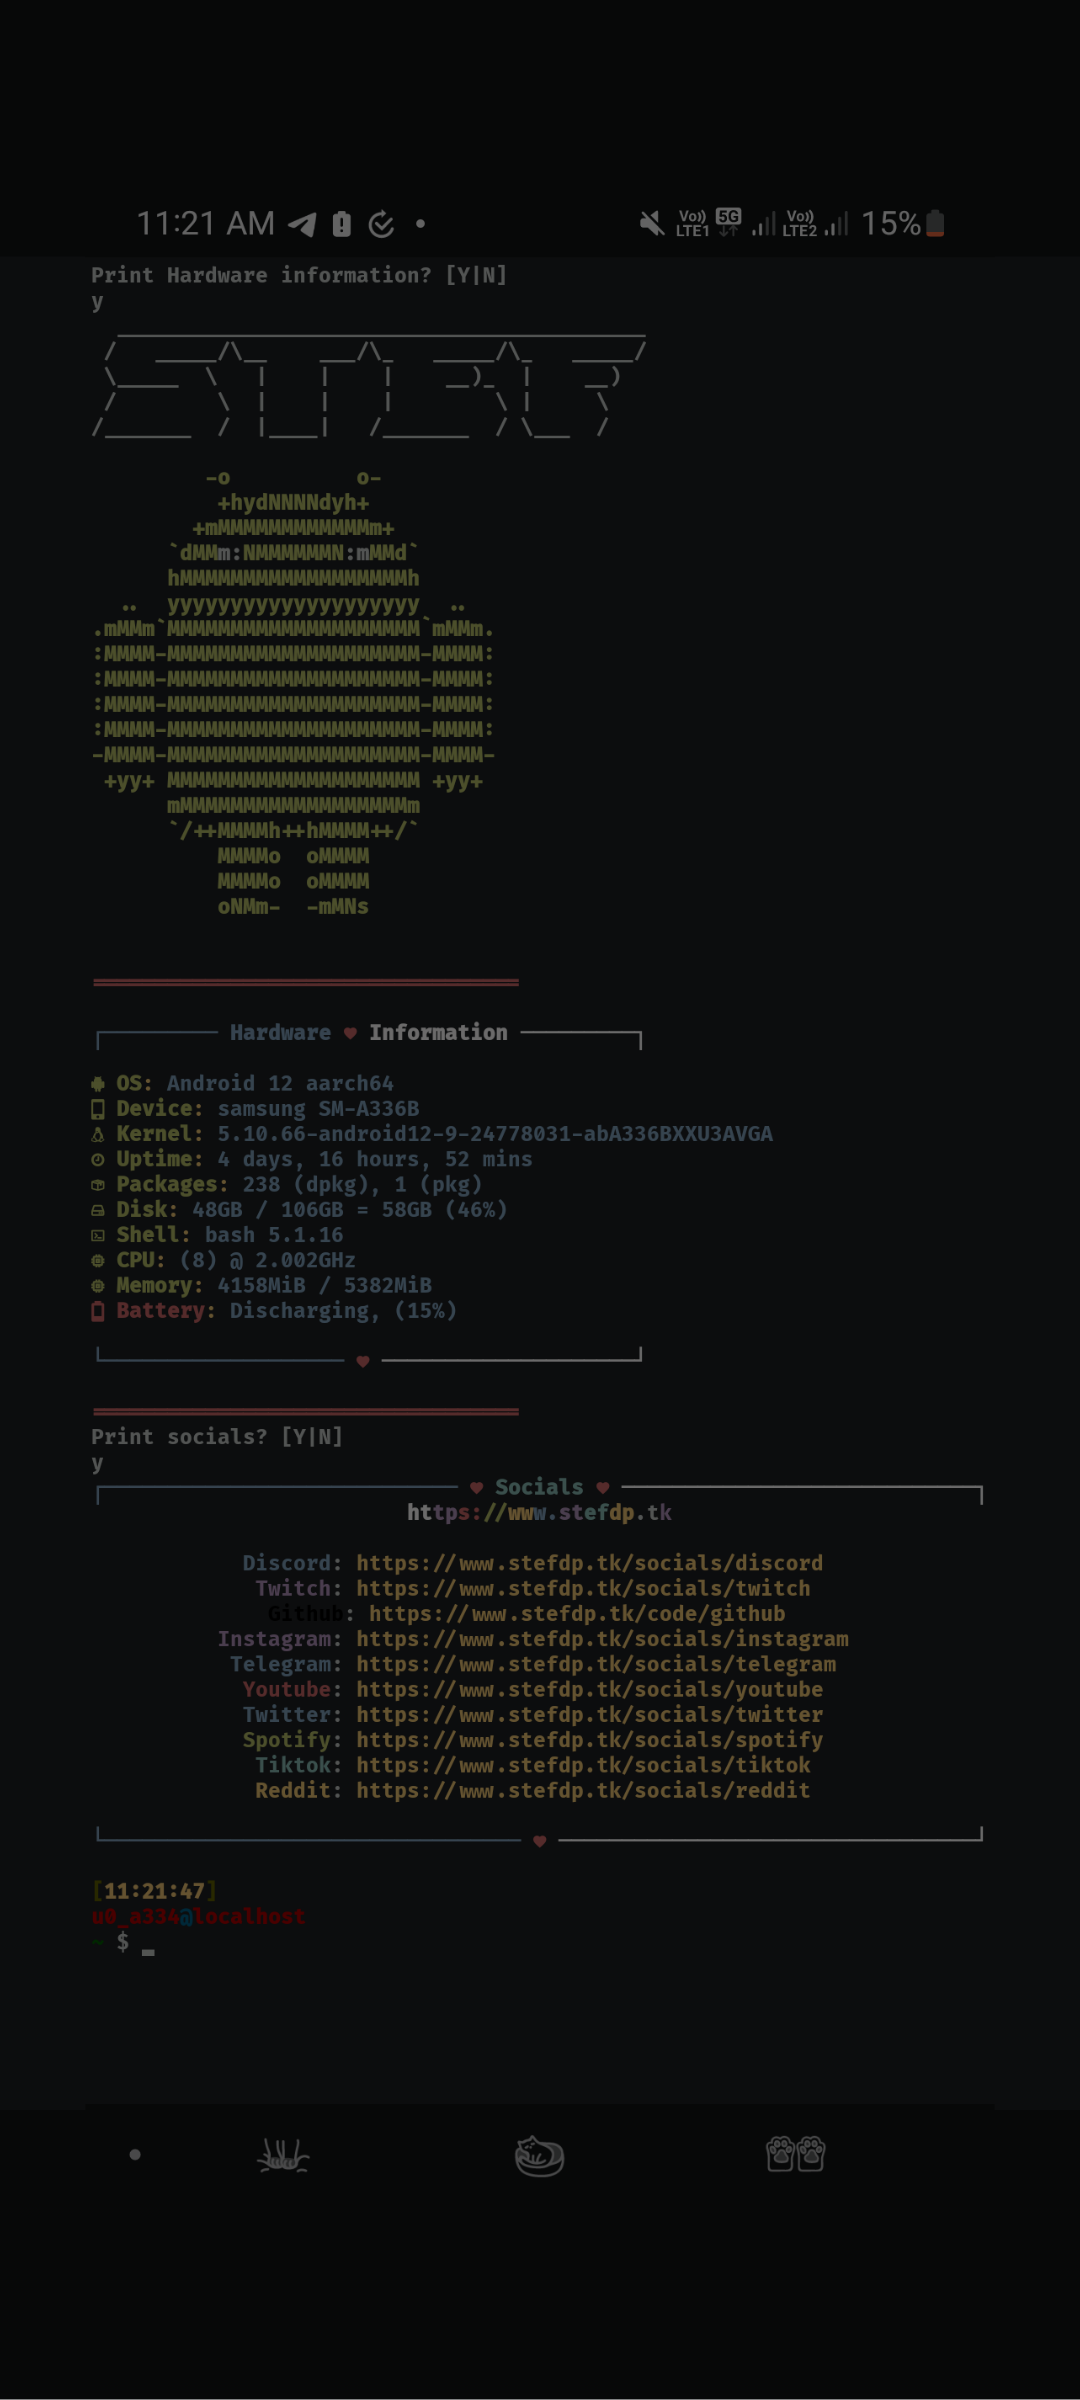 11:21 AM
Vo)) LTE1 5G Vo)) LTE2 15%
Print Hardware information? [Y|N]
y
   __________________________________________
 /   _____/\__    ___/\_   _____/\_   _____/
 \_____  \   |    |    |    __)_ |    __)
 /        \  |    |    |        \ |     \
/_______  /  |____|   /_______  / \___  /
         -o          o-
          +hydNNNNdyh+
        +mMMMMMMMMMMMMm+
      `dMMm:NMMMMMMN:mMMd`
      hMMMMMMMMMMMMMMMMMMh
  ..  yyyyyyyyyyyyyyyyyyyy  ..
.mMMm`MMMMMMMMMMMMMMMMMMMM`mMMm.
:MMMM-MMMMMMMMMMMMMMMMMMMM-MMMM:
:MMMM-MMMMMMMMMMMMMMMMMMMM-MMMM:
:MMMM-MMMMMMMMMMMMMMMMMMMM-MMMM:
:MMMM-MMMMMMMMMMMMMMMMMMMM-MMMM:
-MMMM-MMMMMMMMMMMMMMMMMMMM-MMMM-
 +yy+ MMMMMMMMMMMMMMMMMMMM +yy+
      mMMMMMMMMMMMMMMMMMMm
      `/++MMMMh++hMMMM++/`
          MMMMo  oMMMM
          MMMMo  oMMMM
          oNMm-  -mMNs
Hardware ♥ Information
OS: Android 12 aarch64
Device: samsung SM-A336B
Kernel: 5.10.66-android12-9-24778031-abA336BXXU3AVGA
Uptime: 4 days, 16 hours, 52 mins
Packages: 238 (dpkg), 1 (pkg)
Disk: 48GB / 106GB = 58GB (46%)
Shell: bash 5.1.16
CPU: (8) @ 2.002GHz
Memory: 4158MiB / 5382MiB
Battery: Discharging, (15%)
Print socials? [Y|N]
y
♥ Socials ♥
https://www.stefdp.tk
Discord: https://www.stefdp.tk/socials/discord
Twitch: https://www.stefdp.tk/socials/twitch
Github: https://www.stefdp.tk/code/github
Instagram: https://www.stefdp.tk/socials/instagram
Telegram: https://www.stefdp.tk/socials/telegram
Youtube: https://www.stefdp.tk/socials/youtube
Twitter: https://www.stefdp.tk/socials/twitter
Spotify: https://www.stefdp.tk/socials/spotify
Tiktok: https://www.stefdp.tk/socials/tiktok
Reddit: https://www.stefdp.tk/socials/reddit
[11:21:47]
u0_a334@localhost
~ $